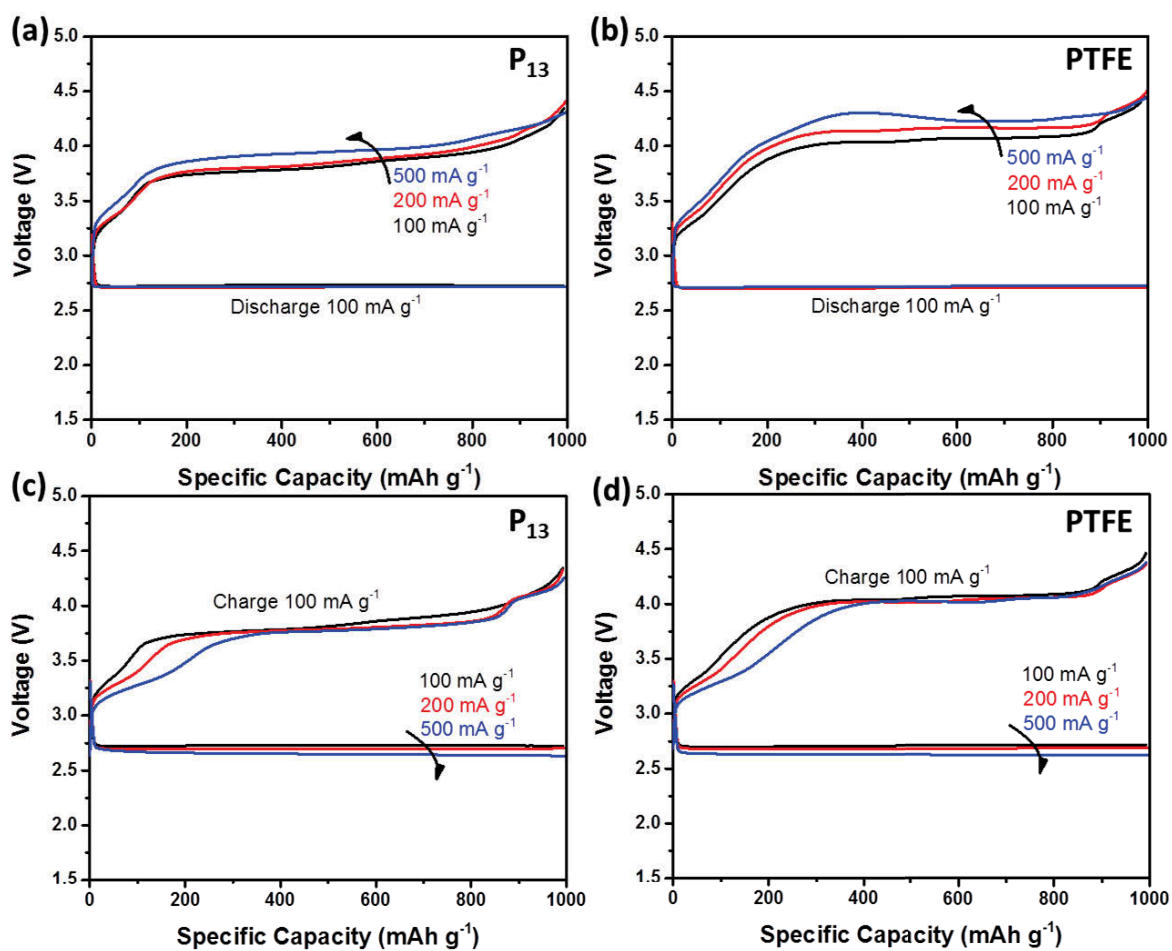 (a)
P₁₃
5.0
4.5
4.0
3.5
3.0
2.5
2.0
1.5
Voltage (V)
500 mA g⁻¹
200 mA g⁻¹
100 mA g⁻¹
Discharge 100 mA g⁻¹
0 200 400 600 800 1000
Specific Capacity (mAh g⁻¹)
(b)
PTFE
5.0
4.5
4.0
3.5
3.0
2.5
2.0
1.5
Voltage (V)
500 mA g⁻¹
200 mA g⁻¹
100 mA g⁻¹
Discharge 100 mA g⁻¹
0 200 400 600 800 1000
Specific Capacity (mAh g⁻¹)
(c)
P₁₃
5.0
4.5
4.0
3.5
3.0
2.5
2.0
1.5
Voltage (V)
Charge 100 mA g⁻¹
100 mA g⁻¹
200 mA g⁻¹
500 mA g⁻¹
0 200 400 600 800 1000
Specific Capacity (mAh g⁻¹)
(d)
PTFE
5.0
4.5
4.0
3.5
3.0
2.5
2.0
1.5
Voltage (V)
Charge 100 mA g⁻¹
100 mA g⁻¹
200 mA g⁻¹
500 mA g⁻¹
0 200 400 600 800 1000
Specific Capacity (mAh g⁻¹)